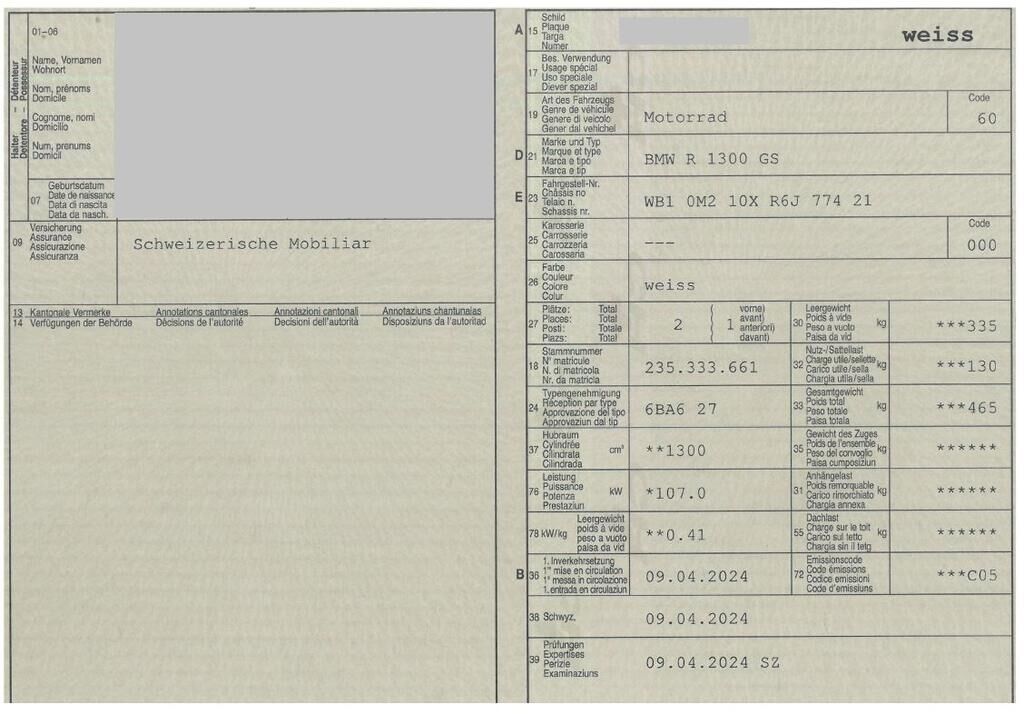 Halter – Détenteur
Detentore – Possessur
01–06
Name, Vornamen
Wohnort
Nom, prénoms
Domicile
Cognome, nomi
Domicilio
Num, prenums
Domicil
07
Geburtsdatum
Date de naissance
Data di nascita
Data da nasch.
09
Versicherung
Assurance
Assicurazione
Assicuranza
Schweizerische Mobiliar
13 Kantonale Vermerke Annotations cantonales Annotazioni cantonali Annotaziuns chantunalas
14 Verfügungen der Behörde Décisions de l'autorité Decisioni dell'autorità Disposiziuns da l'autoritad
A 15
Schild
Plaque
Targa
Numer
weiss
17
Bes. Verwendung
Usage spécial
Uso speciale
Diever spezial
19
Art des Fahrzeugs
Genre de véhicule
Genere di veicolo
Gener dal vehichel
Motorrad
Code
60
D 21
Marke und Typ
Marque et type
Marca e tipo
Marca e tip
BMW R 1300 GS
E 23
Fahrgestell-Nr.
Châssis no
Telaio n.
Schassis nr.
WB1 0M2 10X R6J 774 21
25
Karosserie
Carrosserie
Carrozzeria
Carossaria
---
Code
000
26
Farbe
Couleur
Colore
Colur
weiss
27
Plätze: Total
Places: Total
Posti: Totale
Plazs: Total
2
( vorne)
( avant)
( anteriori)
( davant)
1
30
Leergewicht
Poids à vide
Peso a vuoto
Paisa da vid
kg
***335
18
Stammnummer
N° matricule
N. di matricola
Nr. da matricla
235.333.661
32
Nutz-/Sattellast
Charge utile/sellette
Carico utile/sella
Chargia utila/sella
kg
***130
24
Typengenehmigung
Réception par type
Approvazione del tipo
Approvaziun dal tip
6BA6 27
33
Gesamtgewicht
Poids total
Peso totale
Paisa totala
kg
***465
37
Hubraum
Cylindrée
Cilindrata
Cilindrada
cm³
**1300
35
Gewicht des Zuges
Poids de l'ensemble
Peso del convoglio
Paisa cumposiziun
kg
******
76
Leistung
Puissance
Potenza
Prestaziun
kW
*107.0
31
Anhängelast
Poids remorquable
Carico rimorchiato
Chargia annexa
kg
******
78 kW/kg
Leergewicht
poids à vide
peso a vuoto
paisa da vid
**0.41
55
Dachlast
Charge sur le toit
Carico sul tetto
Chargia sin il tetg
kg
******
B 36
1. Inverkehrsetzung
1re mise en circulation
1a messa in circolazione
1. entrada en circulaziun
09.04.2024
72
Emissionscode
Code émissions
Codice emissioni
Code d'emissiuns
***C05
38 Schwyz, 09.04.2024
39
Prüfungen
Expertises
Perizie
Examinaziuns
09.04.2024 SZ